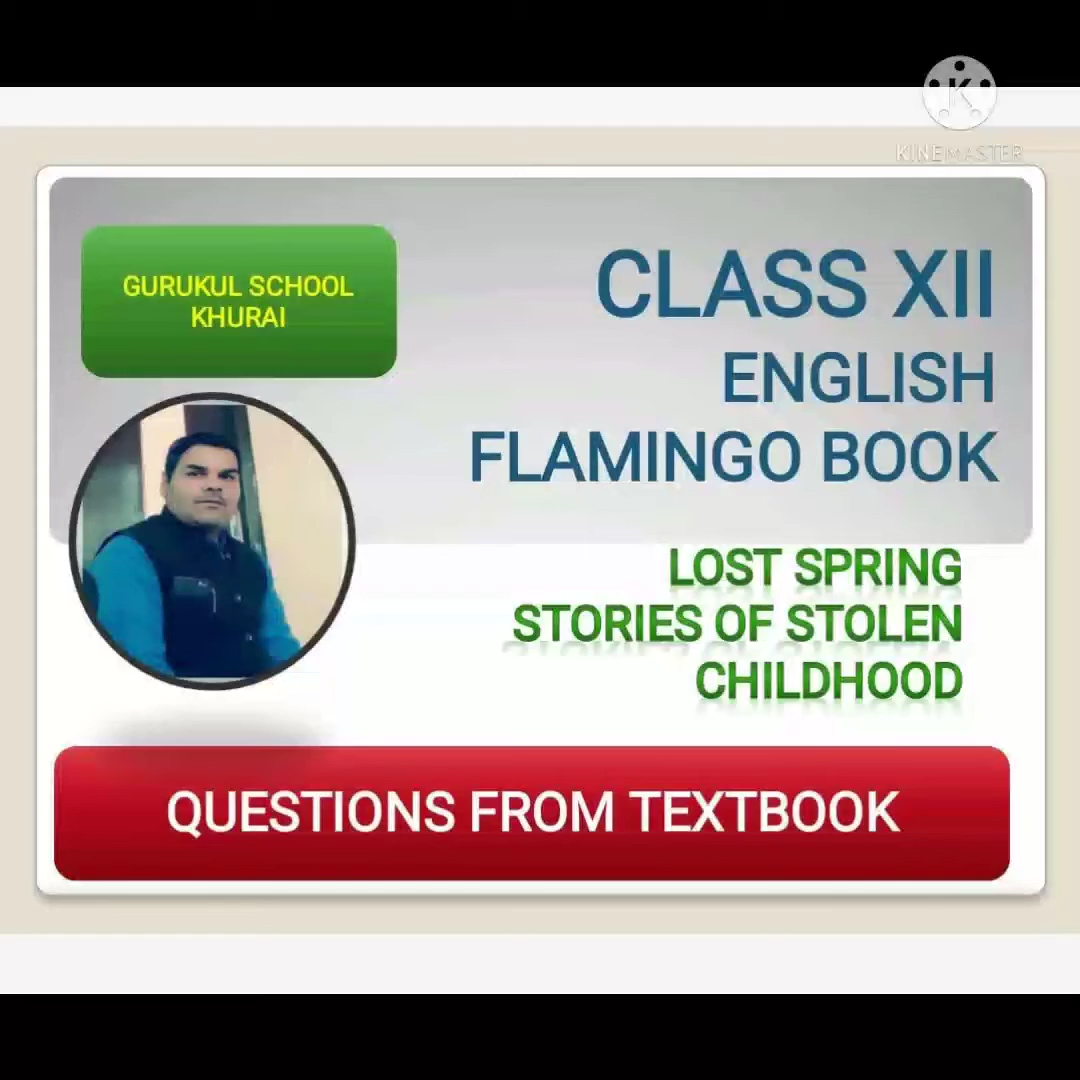 K
KINEMASTER
GURUKUL SCHOOL
KHURAI
CLASS XII
ENGLISH
FLAMINGO BOOK
LOST SPRING
STORIES OF STOLEN
CHILDHOOD
QUESTIONS FROM TEXTBOOK